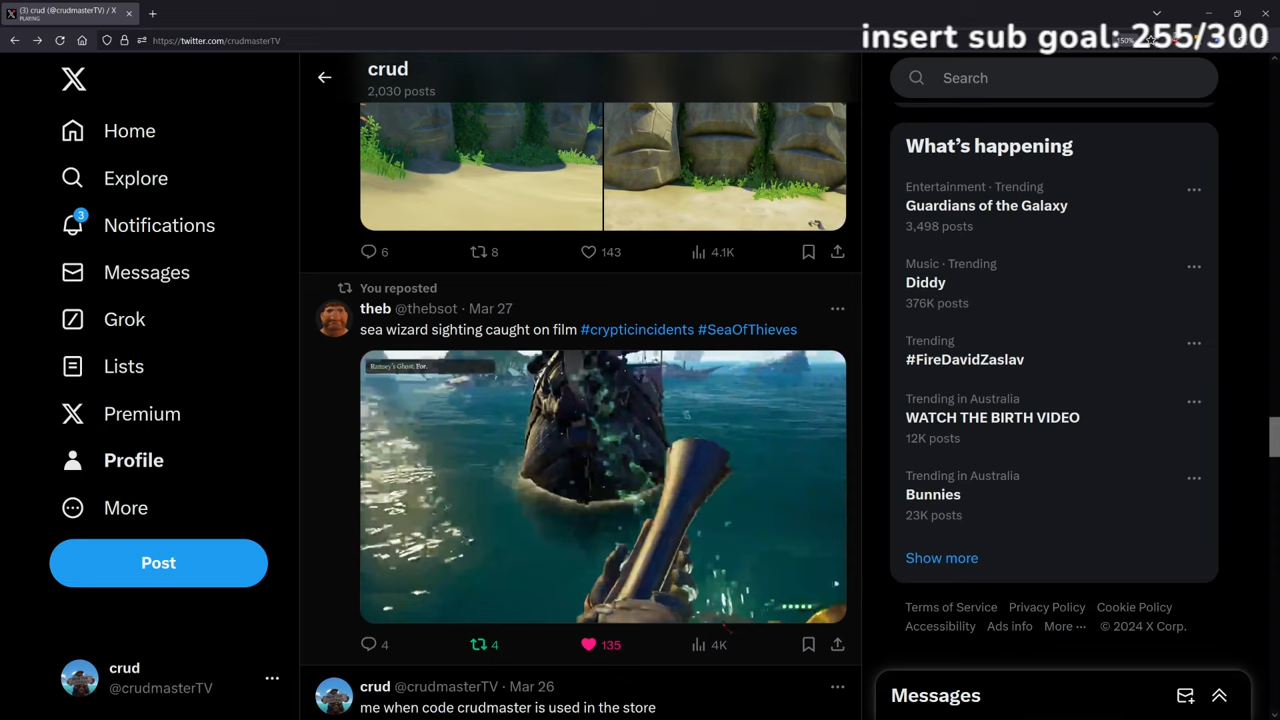 (3) crud (@crudmasterTV) / X
PLAYING
https://twitter.com/crudmasterTV
150%
insert sub goal: 255/300
Home
Explore
3
Notifications
Messages
Grok
Lists
Premium
Profile
More
Post
crud
@crudmasterTV
crud
2,030 posts
6
8
143
4.1K
You reposted
theb @thebsot · Mar 27
sea wizard sighting caught on film #crypticincidents #SeaOfThieves
Ramsey's Ghost: For.
4
4
135
4K
crud @crudmasterTV · Mar 26
me when code crudmaster is used in the store
Search
What's happening
Entertainment · Trending
Guardians of the Galaxy
3,498 posts
Music · Trending
Diddy
376K posts
Trending
#FireDavidZaslav
Trending in Australia
WATCH THE BIRTH VIDEO
12K posts
Trending in Australia
Bunnies
23K posts
Show more
Terms of Service Privacy Policy Cookie Policy
Accessibility Ads info More ··· © 2024 X Corp.
Messages